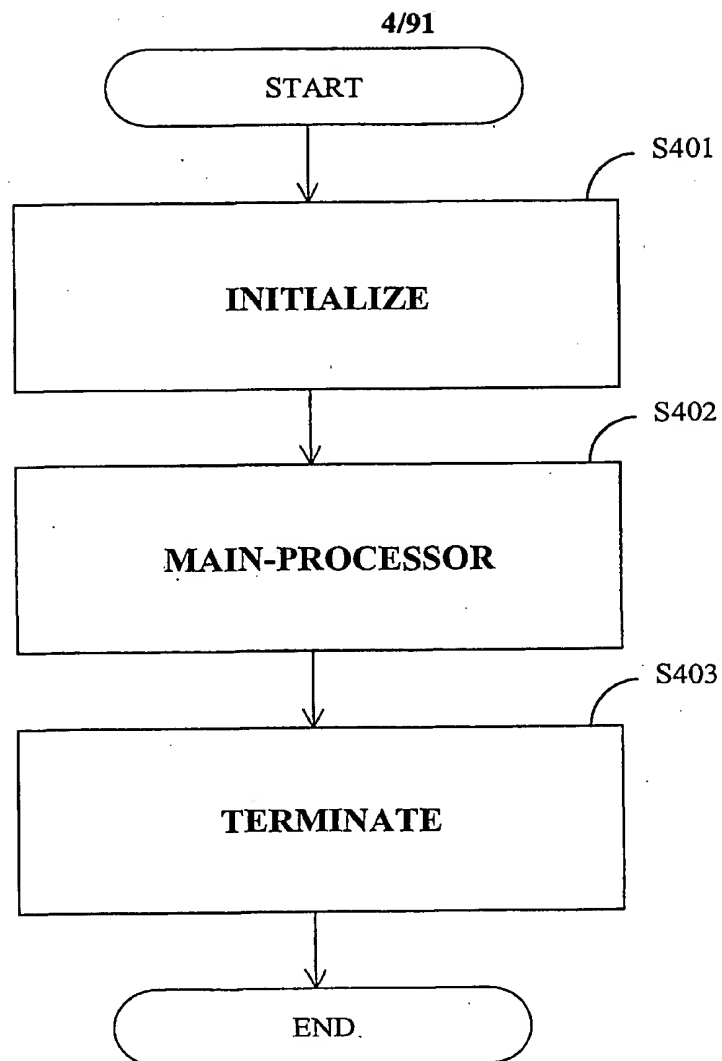 4/91
START
S401
INITIALIZE
S402
MAIN-PROCESSOR
S403
TERMINATE
END